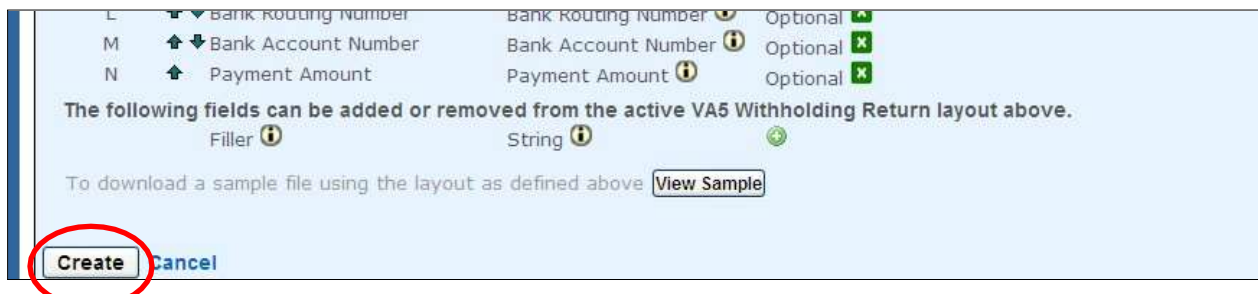 L Bank Routing Number Bank Routing Number Optional
M Bank Account Number Bank Account Number Optional
N Payment Amount Payment Amount Optional
The following fields can be added or removed from the active VA5 Withholding Return layout above.
Filler String
To download a sample file using the layout as defined above View Sample
Create Cancel